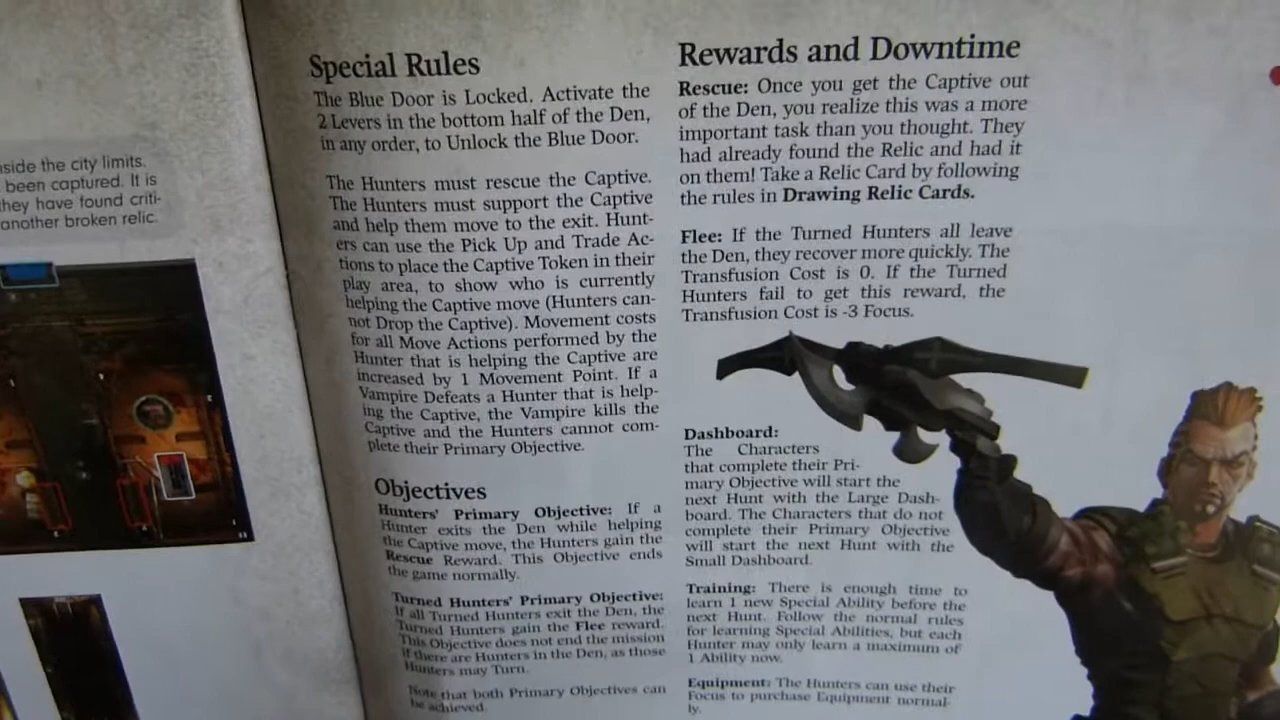 nside the city limits.
been captured. It is
they have found criti-
another broken relic.
Special Rules
The Blue Door is Locked. Activate the
2 Levers in the bottom half of the Den,
in any order, to Unlock the Blue Door.
The Hunters must rescue the Captive.
The Hunters must support the Captive
and help them move to the exit. Hunt-
ers can use the Pick Up and Trade Ac-
tions to place the Captive Token in their
play area, to show who is currently
helping the Captive move (Hunters can-
not Drop the Captive). Movement costs
for all Move Actions performed by the
Hunter that is helping the Captive are
increased by 1 Movement Point. If a
Vampire Defeats a Hunter that is help-
ing the Captive, the Vampire kills the
Captive and the Hunters cannot com-
plete their Primary Objective.
Objectives
Hunters' Primary Objective: If a
Hunter exits the Den while helping
the Captive move, the Hunters gain the
Rescue Reward. This Objective ends
the game normally.
Turned Hunters' Primary Objective:
If all Turned Hunters exit the Den, the
Turned Hunters gain the Flee reward.
This Objective does not end the mission
if there are Hunters in the Den, as those
Hunters may Turn.
Note that both Primary Objectives can
be achieved.
Rewards and Downtime
Rescue: Once you get the Captive out
of the Den, you realize this was a more
important task than you thought. They
had already found the Relic and had it
on them! Take a Relic Card by following
the rules in Drawing Relic Cards.
Flee: If the Turned Hunters all leave
the Den, they recover more quickly. The
Transfusion Cost is 0. If the Turned
Hunters fail to get this reward, the
Transfusion Cost is -3 Focus.
Dashboard:
The Characters
that complete their Pri-
mary Objective will start the
next Hunt with the Large Dash-
board. The Characters that do not
complete their Primary Objective
will start the next Hunt with the
Small Dashboard.
Training: There is enough time to
learn 1 new Special Ability before the
next Hunt. Follow the normal rules
for learning Special Abilities, but each
Hunter may only learn a maximum of
1 Ability now.
Equipment: The Hunters can use their
Focus to purchase Equipment normal-
ly.